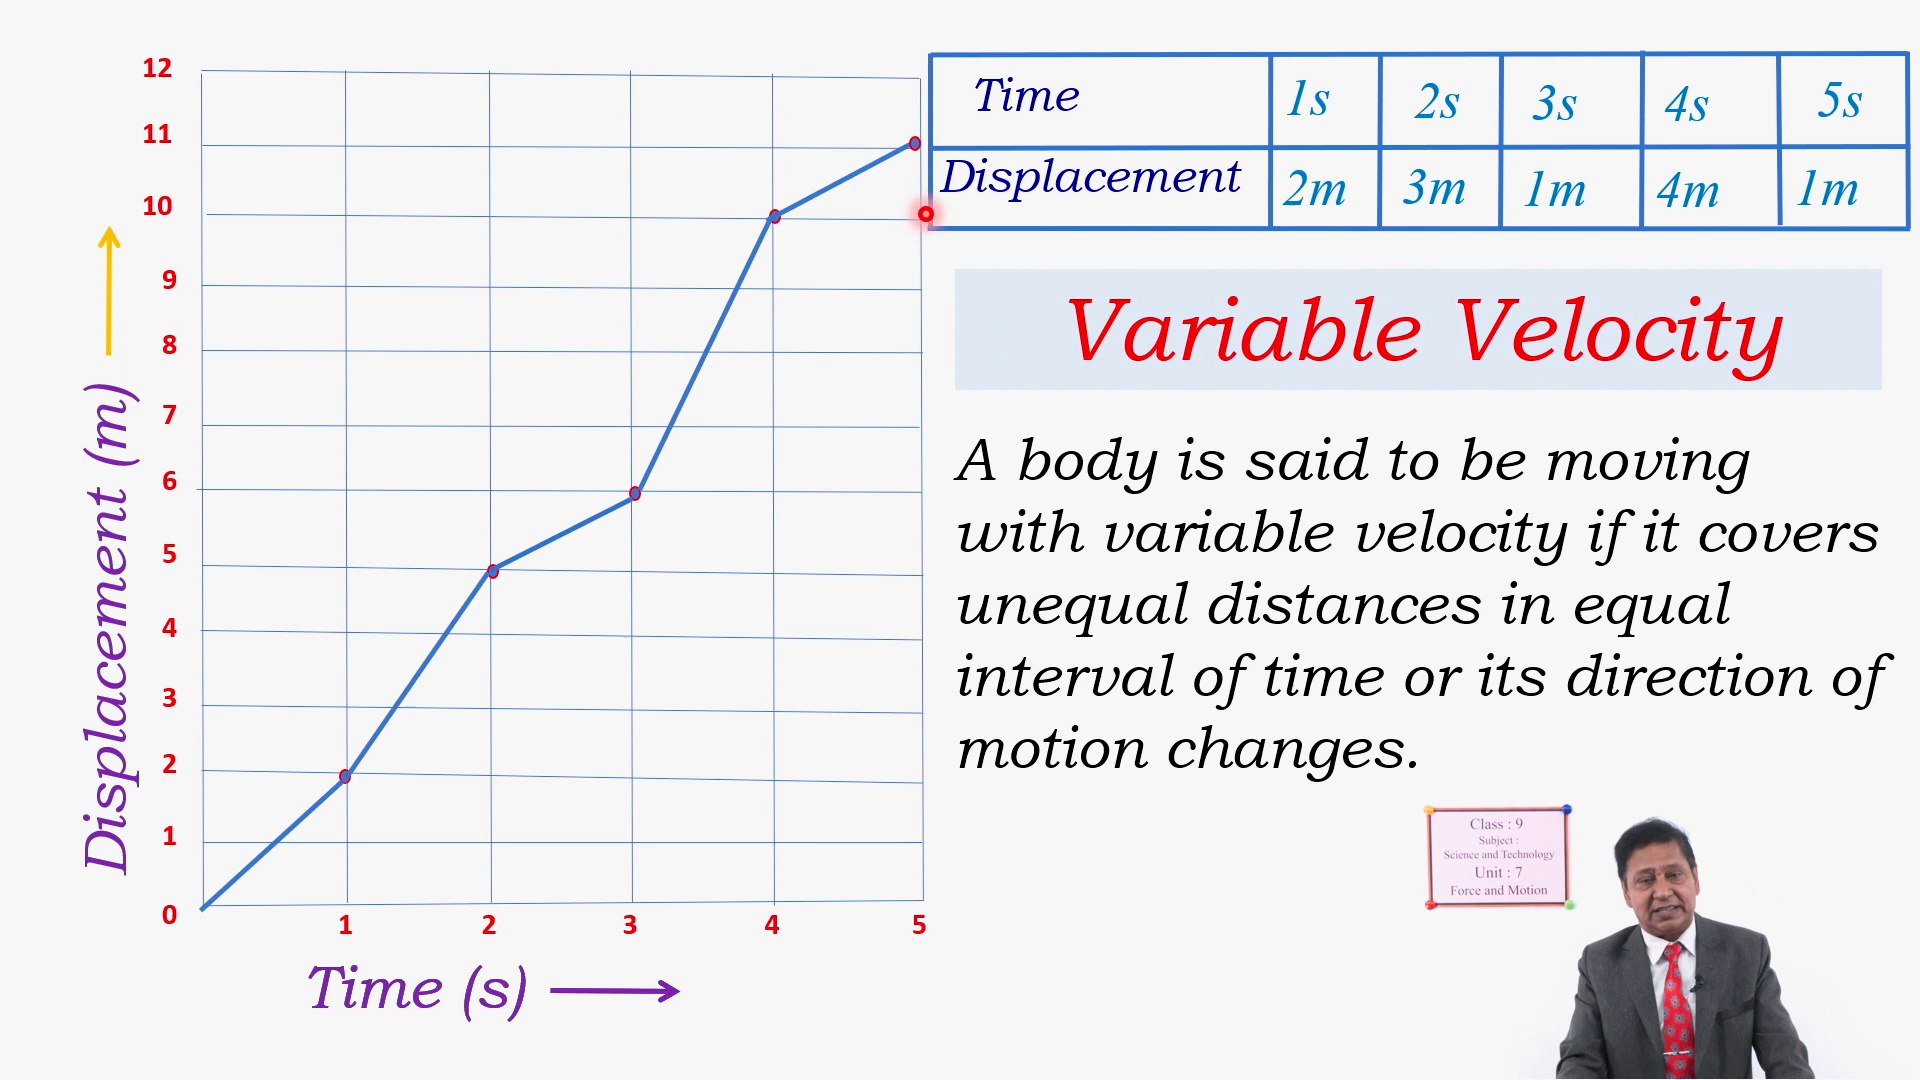 12
11
10
9
8
7
6
5
4
3
2
1
0
1 2 3 4 5
Displacement (m)
Time (s)
Time 1s 2s 3s 4s 5s
Displacement 2m 3m 1m 4m 1m
Variable Velocity
A body is said to be moving
with variable velocity if it covers
unequal distances in equal
interval of time or its direction of
motion changes.
Class : 9
Subject :
Science and Technology
Unit : 7
Force and Motion